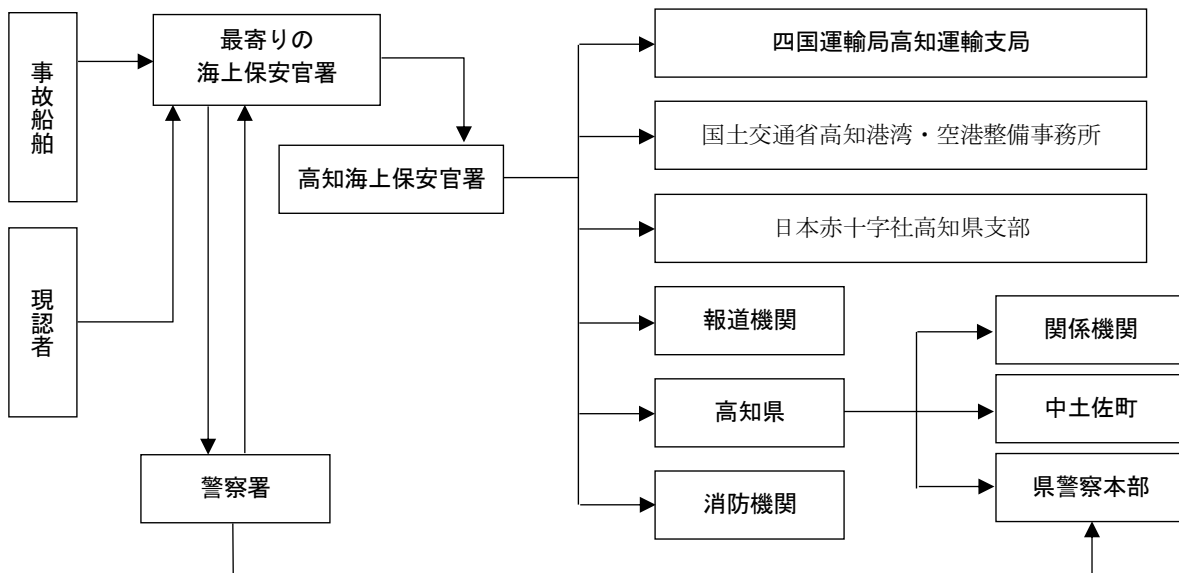 事故船舶
最寄りの
海上保安官署
四国運輸局高知運輸支局
国土交通省高知港湾・空港整備事務所
高知海上保安官署
日本赤十字社高知県支部
現認者
報道機関
関係機関
高知県
中土佐町
警察署
消防機関
県警察本部